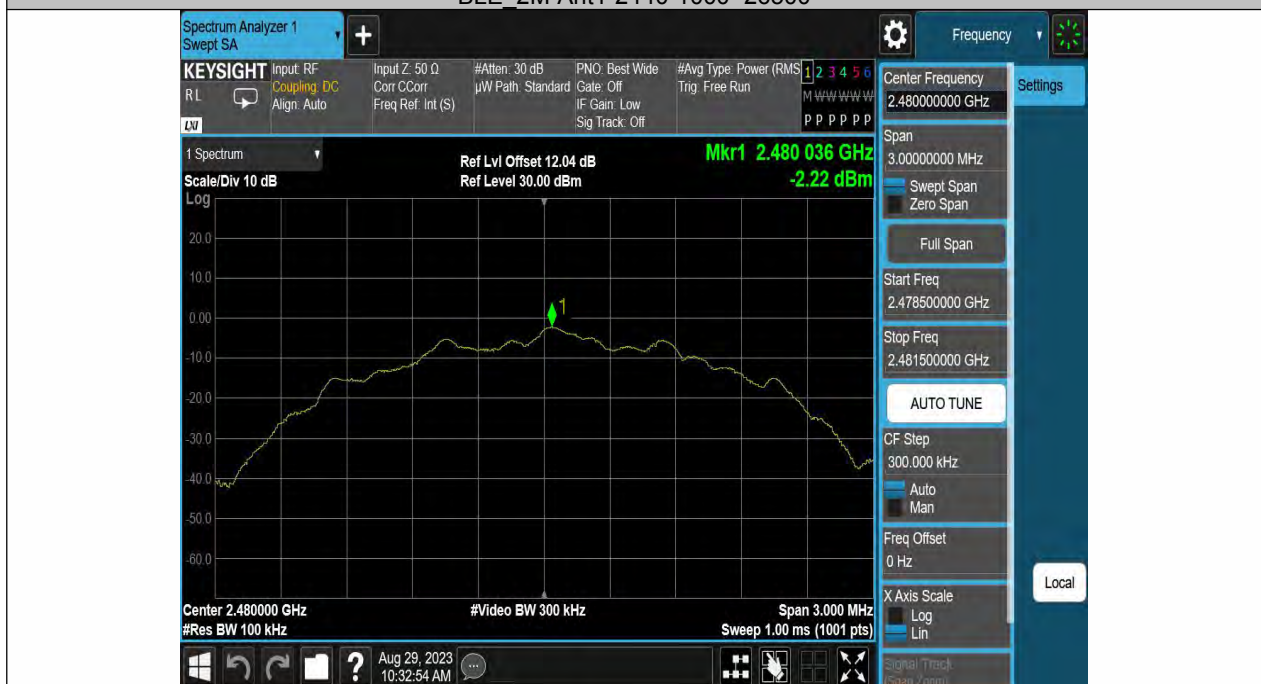 Spectrum Analyzer 1
Swept SA
+
Frequency
KEYSIGHT
RL
LXI
Input: RF
Coupling: DC
Align: Auto
Input Z: 50 Ω
Corr CCorr
Freq Ref: Int (S)
#Atten: 30 dB
µW Path: Standard
PNO: Best Wide
Gate: Off
IF Gain: Low
Sig Track: Off
#Avg Type: Power (RMS
Trig: Free Run
1 2 3 4 5 6
M W W W W W
P P P P P P
Center Frequency
2.480000000 GHz
Settings
Span
3.00000000 MHz
Swept Span
Zero Span
Full Span
Start Freq
2.478500000 GHz
Stop Freq
2.481500000 GHz
AUTO TUNE
CF Step
300.000 kHz
Auto
Man
Freq Offset
0 Hz
X Axis Scale
Log
Lin
Signal Track
Local
1 Spectrum
Scale/Div 10 dB
Log
Ref Lvl Offset 12.04 dB
Ref Level 30.00 dBm
Mkr1 2.480 036 GHz
-2.22 dBm
20.0
10.0
0.00
-10.0
-20.0
-30.0
-40.0
-50.0
-60.0
1
Center 2.480000 GHz
#Res BW 100 kHz
#Video BW 300 kHz
Span 3.000 MHz
Sweep 1.00 ms (1001 pts)
?
Aug 29, 2023
10:32:54 AM